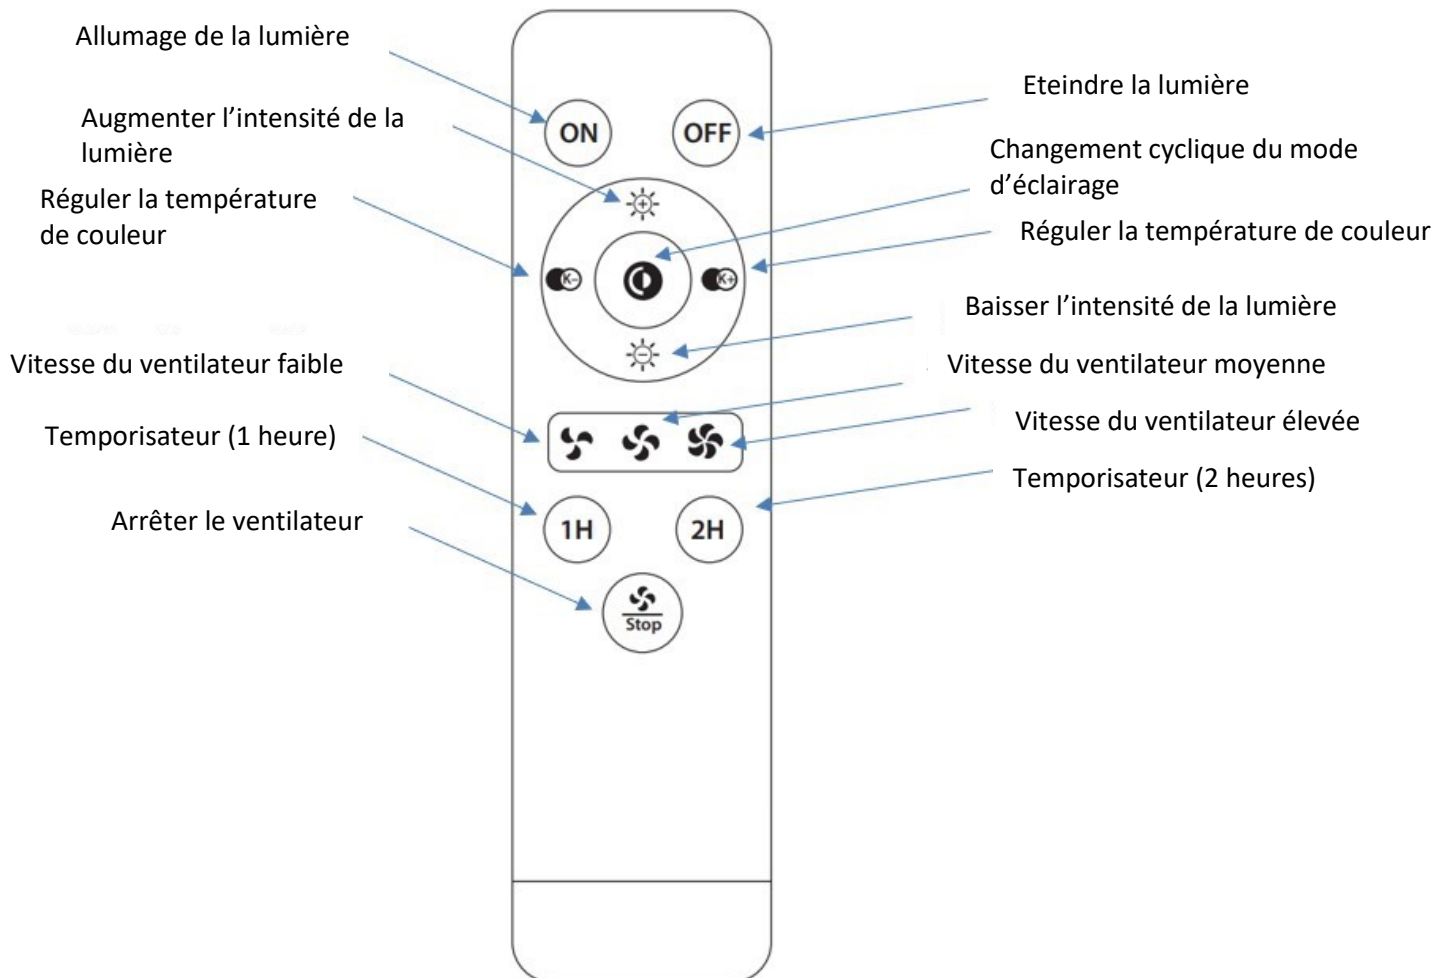 Allumage de la lumière
Eteindre la lumière
Augmenter l’intensité de la
lumière
ON
OFF
Changement cyclique du mode
d’éclairage
Réguler la température
de couleur
Réguler la température de couleur
K-
K+
Baisser l’intensité de la lumière
Vitesse du ventilateur faible
Vitesse du ventilateur moyenne
Vitesse du ventilateur élevée
Temporisateur (1 heure)
Temporisateur (2 heures)
Arrêter le ventilateur
1H
2H
Stop